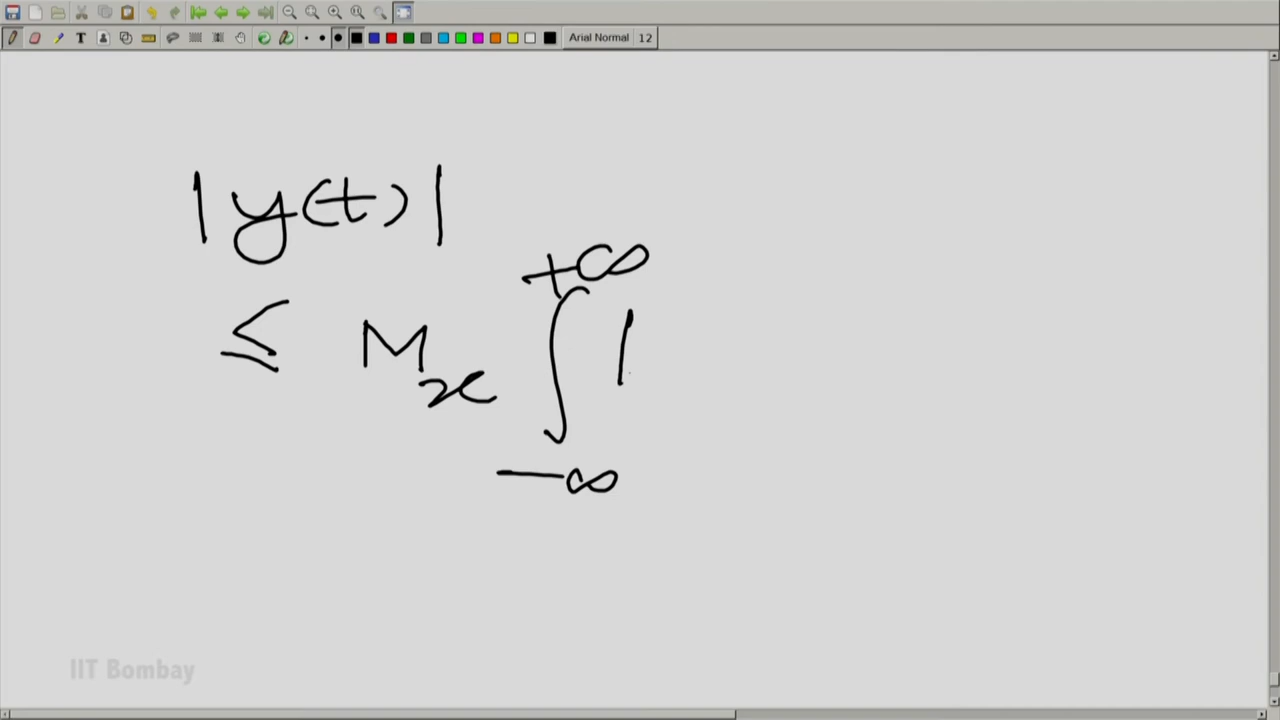 Arial Normal 12
|y(t)|
≤ M_x ∫_{-∞}^{+∞} |
IIT Bombay